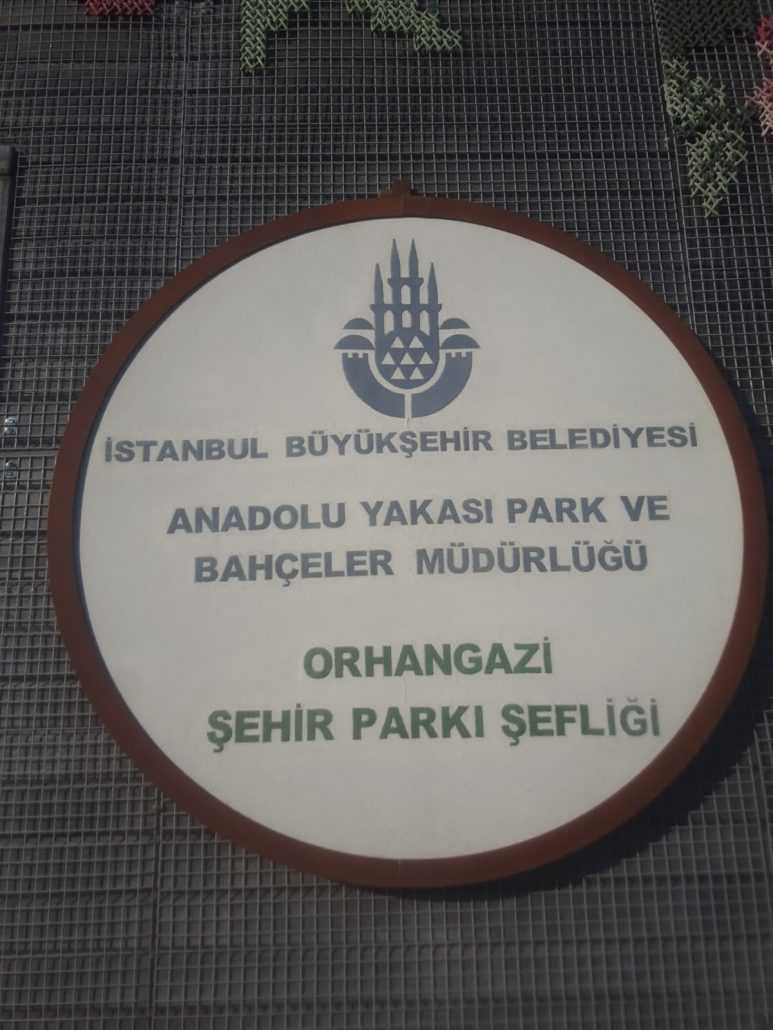 İSTANBUL BÜYÜKŞEHİR BELEDİYESİ
ANADOLU YAKASI PARK VE
BAHÇELER MÜDÜRLÜĞÜ
ORHANGAZİ
ŞEHİR PARKI ŞEFLİĞİ